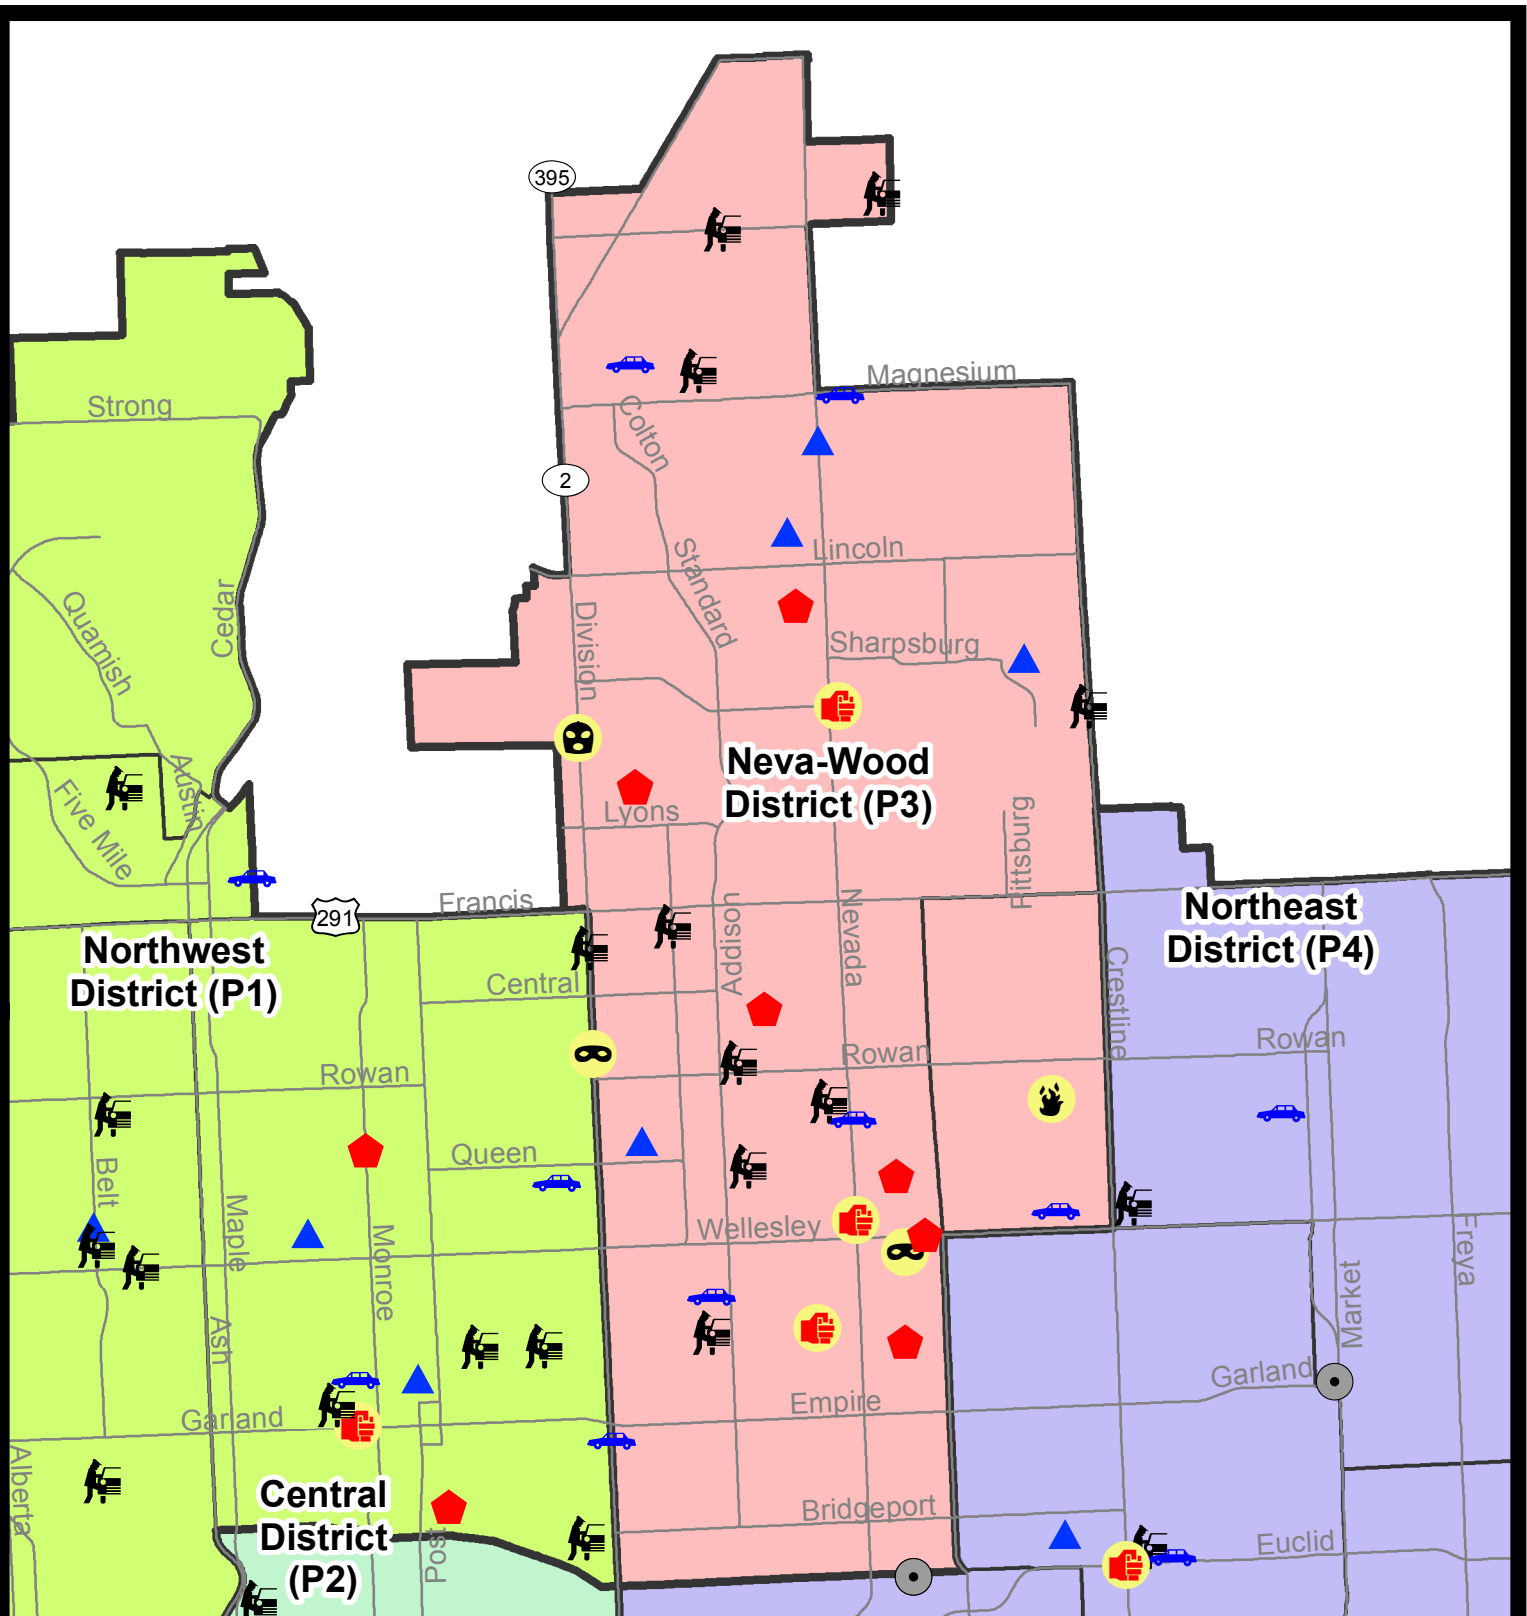 395
Magnesium
Strong
Colton
2
Lincoln
Standard
Cedar
Quamish
Division
Sharpsburg
Neva-Wood
District (P3)
Austin
Five Mile
Lyons
Pittsburg
Francis
291
Addison
Nevada
Northeast
District (P4)
Northwest
District (P1)
Central
Crestline
Rowan
Rowan
Rowan
Queen
Belt
Maple
Monroe
Wellesley
Freya
Market
Ash
Garland
Empire
Garland
Alberta
Central
District
(P2)
Post
Bridgeport
Euclid